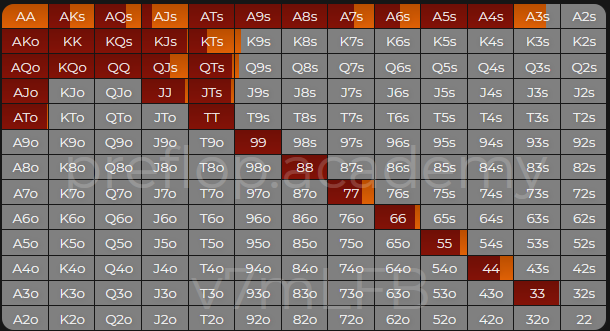 AA AKs AQs AJs ATs A9s A8s A7s A6s A5s A4s A3s A2s
AKo KK KQs KJs KTs K9s K8s K7s K6s K5s K4s K3s K2s
AQo KQo QQ QJs QTs Q9s Q8s Q7s Q6s Q5s Q4s Q3s Q2s
AJo KJo QJo JJ JTs J9s J8s J7s J6s J5s J4s J3s J2s
ATo KTo QTo JTo TT T9s T8s T7s T6s T5s T4s T3s T2s
A9o K9o Q9o J9o T9o 99 98s 97s 96s 95s 94s 93s 92s
preflop.academy
A8o K8o Q8o J8o T8o 98o 88 87s 86s 85s 84s 83s 82s
A7o K7o Q7o J7o T7o 97o 87o 77 76s 75s 74s 73s 72s
A6o K6o Q6o J6o T6o 96o 86o 76o 66 65s 64s 63s 62s
A5o K5o Q5o J5o T5o 95o 85o 75o 65o 55 54s 53s 52s
A4o K4o Q4o J4o T4o 94o 84o 74o 64o 54o 44 43s 42s
v7mLFB
A3o K3o Q3o J3o T3o 93o 83o 73o 63o 53o 43o 33 32s
A2o K2o Q2o J2o T2o 92o 82o 72o 62o 52o 42o 32o 22